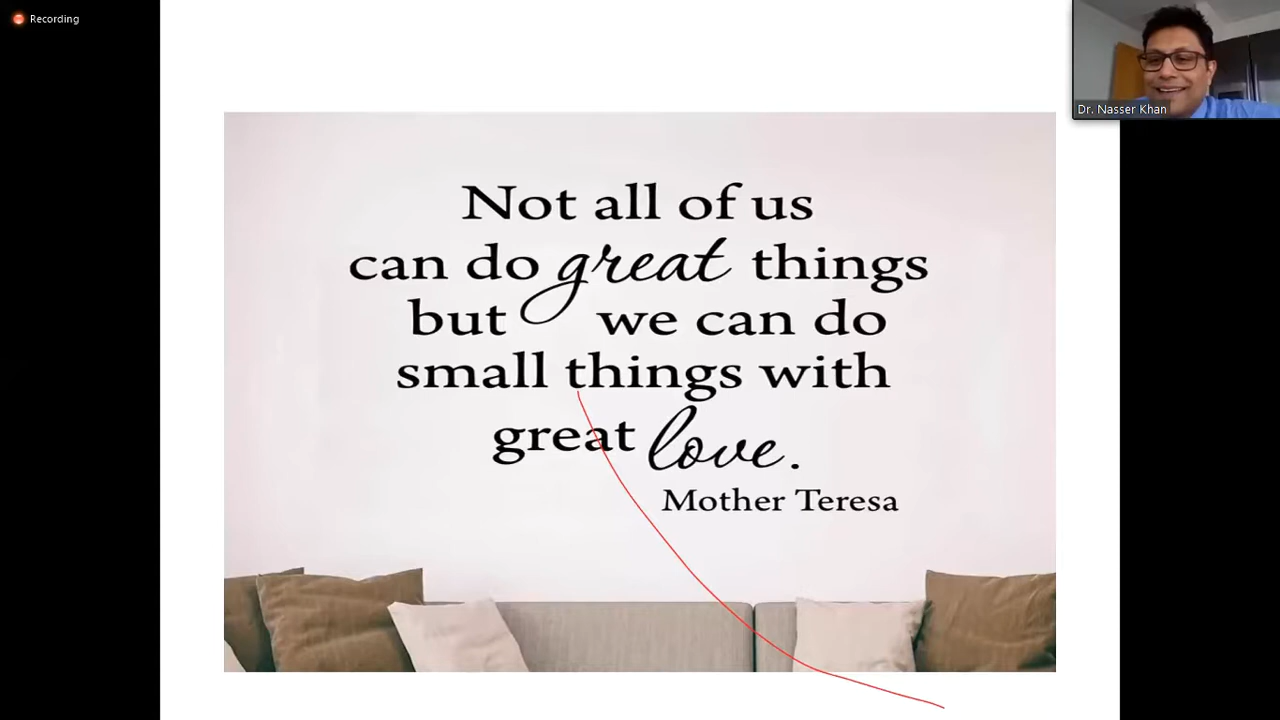 Recording
Dr. Nasser Khan
Not all of us
can do great things
but we can do
small things with
great love.
Mother Teresa